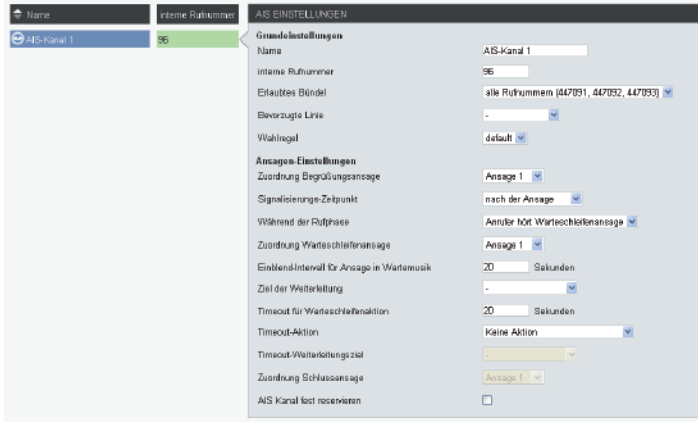 Name interne Rufnummer
AIS-Kanal 1 96
AIS EINSTELLUNGEN
Grundeinstellungen
Name AIS-Kanal 1
interne Rufnummer 96
Erlaubtes Bündel alle Rufnummern (447091, 447092, 447093)
Bevorzugte Linie -
Wahlregel default
Ansagen-Einstellungen
Zuordnung Begrüßungsansage Ansage 1
Signalisierungs-Zeitpunkt nach der Ansage
Während der Rufphase Anrufer hört Warteschleifenansage
Zuordnung Warteschleifenansage Ansage 1
Einblend-Intervall für Ansage in Wartemusik 20 Sekunden
Ziel der Weiterleitung -
Timeout für Warteschleifenaktion 20 Sekunden
Timeout-Aktion Keine Aktion
Timeout-Weiterleitungsziel -
Zuordnung Schlussansage Ansage 1
AIS Kanal fest reservieren